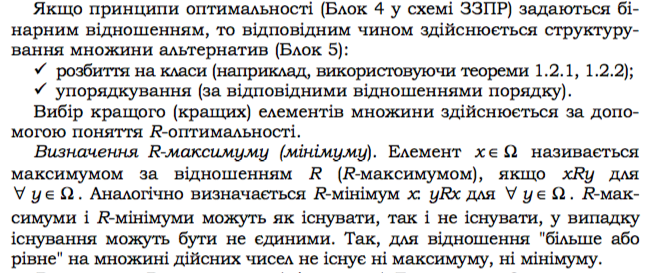 Якщо принципи оптимальності (Блок 4 у схемі ЗЗПР) задаються бі-
нарним відношенням, то відповідним чином здійснюється структуру-
вання множини альтернатив (Блок 5):
✓ розбиття на класи (наприклад, використовуючи теореми 1.2.1, 1.2.2);
✓ упорядкування (за відповідними відношеннями порядку).
Вибір кращого (кращих) елементів множини здійснюється за допо-
могою поняття R-оптимальності.
Визначення R-максимуму (мінімуму). Елемент x ∈ Ω називається
максимумом за відношенням R (R-максимумом), якщо xRy для
∀ y ∈ Ω. Аналогічно визначається R-мінімум x: yRx для ∀ y ∈ Ω. R-мак-
симуми і R-мінімуми можуть як існувати, так і не існувати, у випадку
існування можуть бути не єдиними. Так, для відношення "більше або
рівне" на множині дійсних чисел не існує ні максимуму, ні мінімуму.